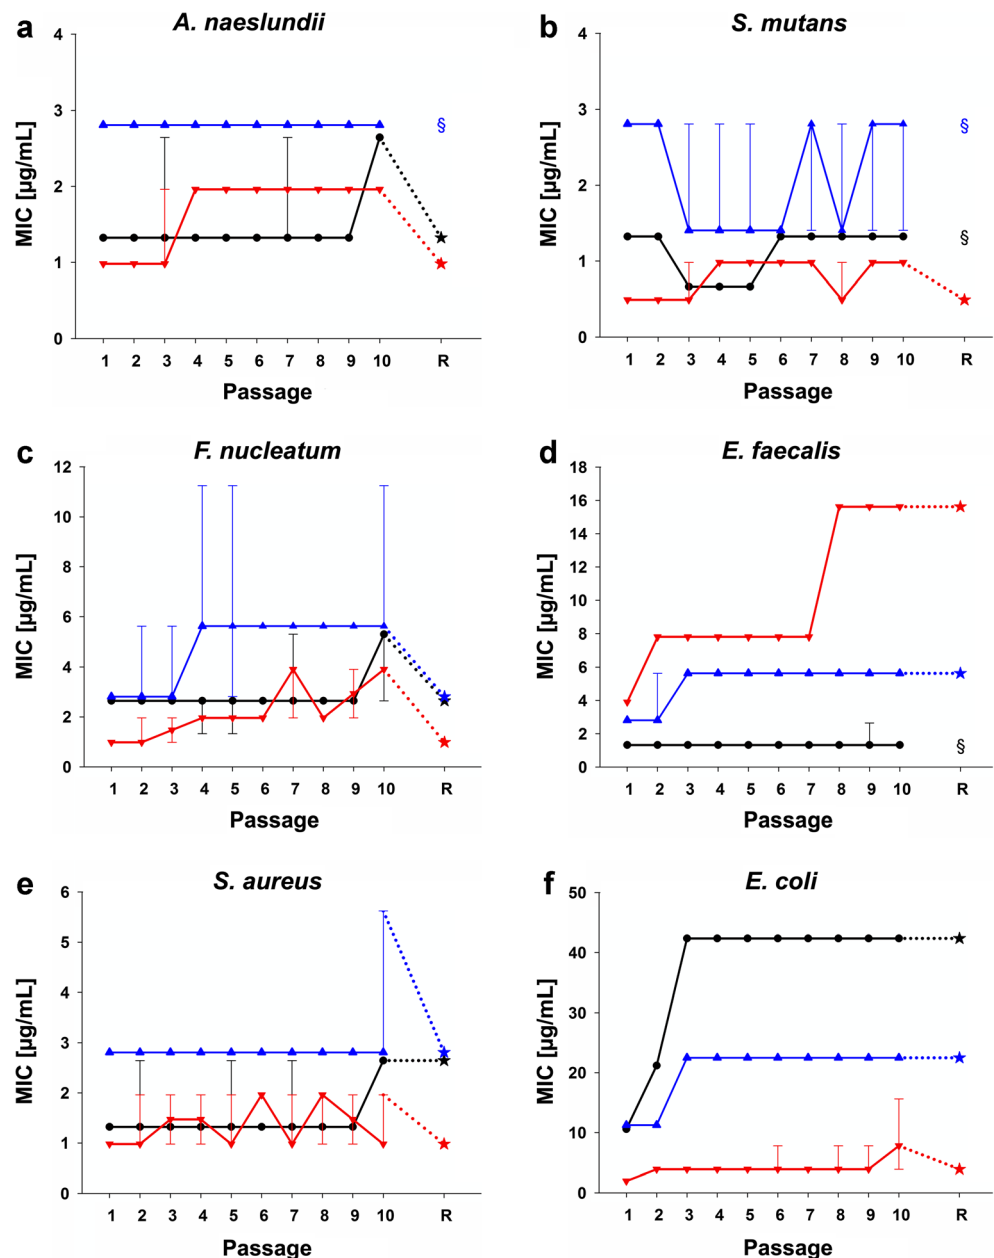 a
A. naeslundii
4
3
2
1
0
MIC [µg/mL]
§
1 2 3 4 5 6 7 8 9 10 R
Passage
b
S. mutans
4
3
2
1
0
MIC [µg/mL]
§
§
1 2 3 4 5 6 7 8 9 10 R
Passage
c
F. nucleatum
12
10
8
6
4
2
0
MIC [µg/mL]
1 2 3 4 5 6 7 8 9 10 R
Passage
d
E. faecalis
18
16
14
12
10
8
6
4
2
0
MIC [µg/mL]
§
1 2 3 4 5 6 7 8 9 10 R
Passage
e
S. aureus
6
5
4
3
2
1
0
MIC [µg/mL]
1 2 3 4 5 6 7 8 9 10 R
Passage
f
E. coli
50
40
30
20
10
0
MIC [µg/mL]
1 2 3 4 5 6 7 8 9 10 R
Passage